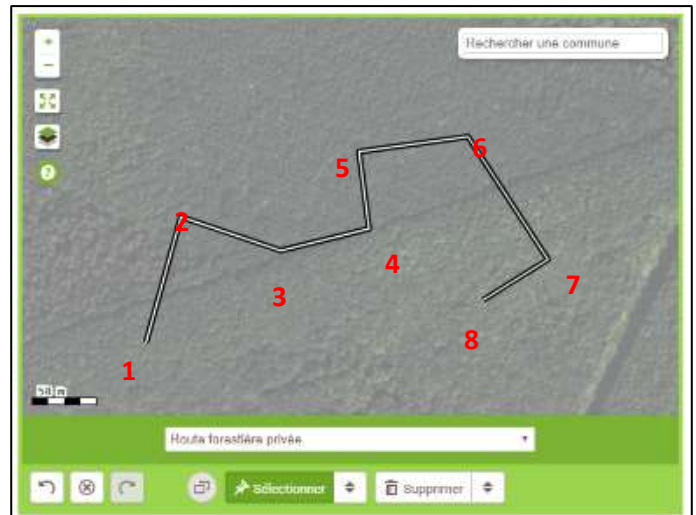 +
Rechercher une commune
−
?
6
5
2
4
7
3
8
1
50 m
Route forestière privée
Sélectionner
Supprimer